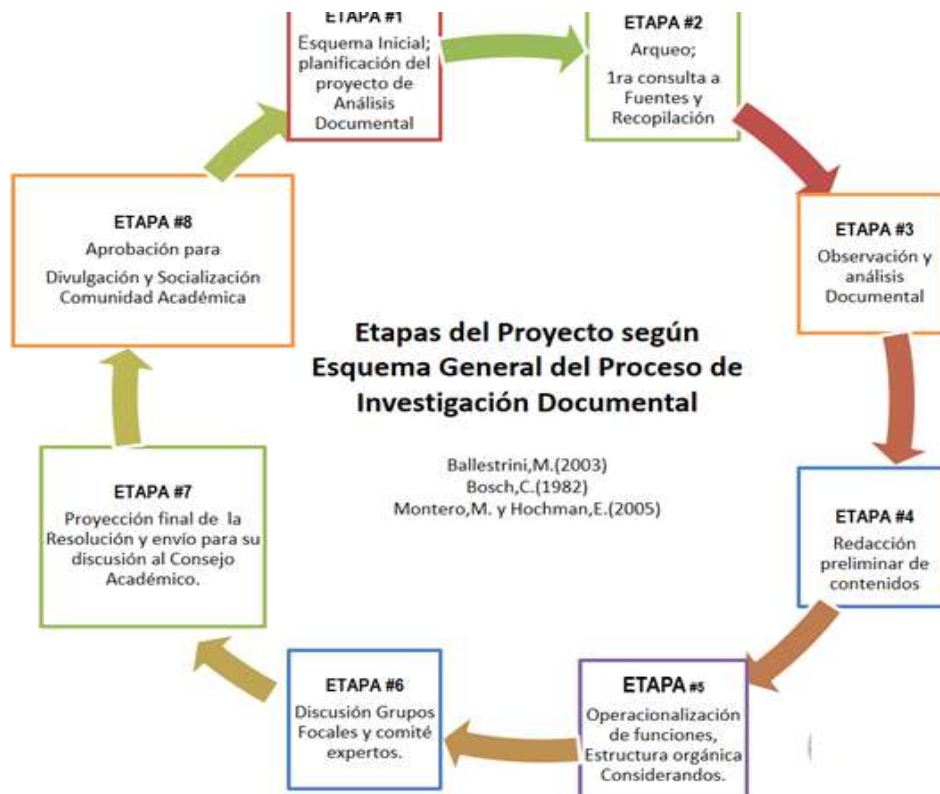 ETAPA #1
Esquema Inicial;
planificación del
proyecto de
Análisis
Documental
ETAPA #2
Arqueo;
1ra consulta a
Fuentes y
Recopilación
ETAPA #3
Observación y
análisis
Documental
ETAPA #4
Redacción
preliminar de
contenidos
ETAPA #5
Operacionalización
de funciones,
Estructura orgánica
Considerandos.
ETAPA #6
Discusión Grupos
Focales y comité
expertos.
ETAPA #7
Proyección final de la
Resolución y envío para su
discusión al Consejo
Académico.
ETAPA #8
Aprobación para
Divulgación y Socialización
Comunidad Académica
Etapas del Proyecto según
Esquema General del Proceso de
Investigación Documental
Ballestrini,M.(2003)
Bosch,C.(1982)
Montero,M. y Hochman,E.(2005)